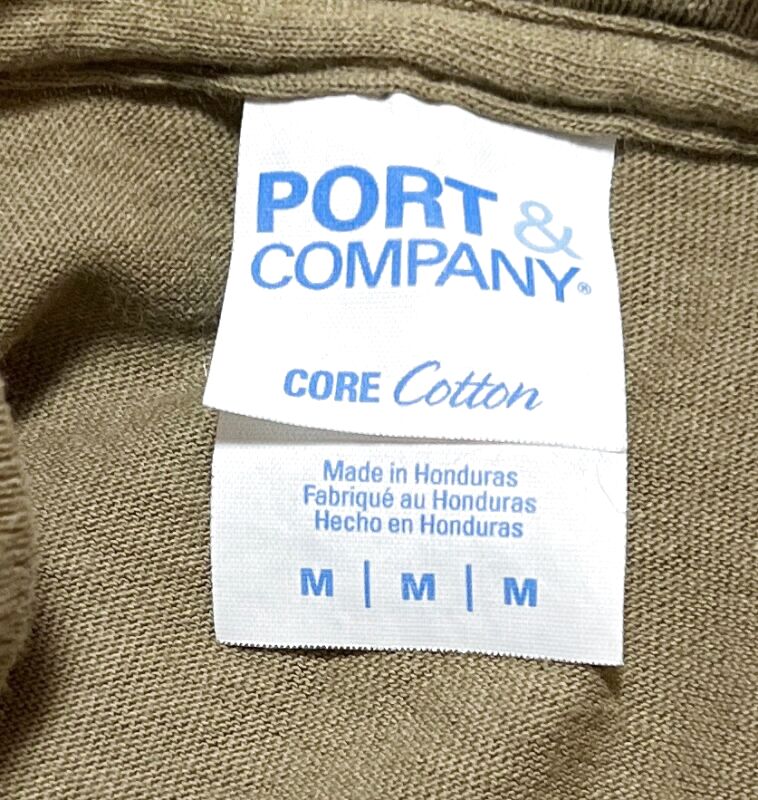 PORT &
COMPANY®
CORE Cotton
Made in Honduras
Fabriqué au Honduras
Hecho en Honduras
M | M | M